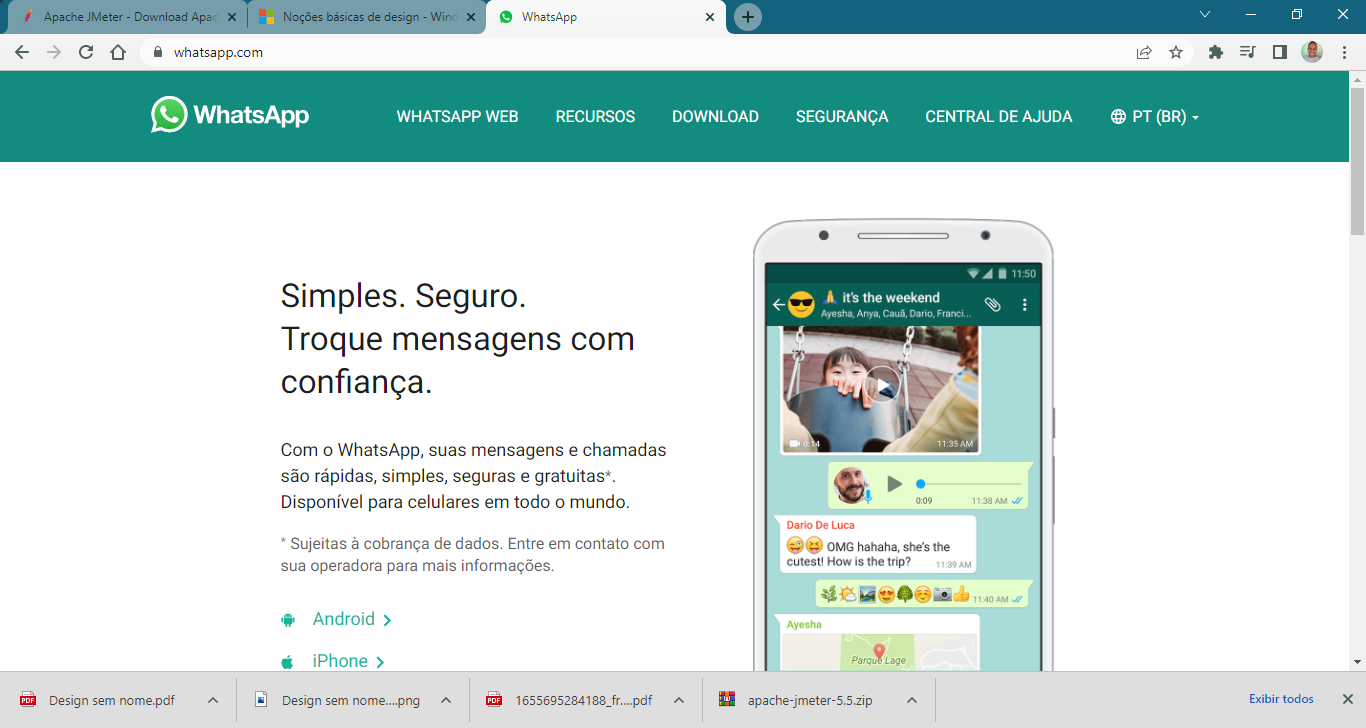 Apache JMeter - Download Apac
Noções básicas de design - Wind
WhatsApp
whatsapp.com
WhatsApp
WHATSAPP WEB
RECURSOS
DOWNLOAD
SEGURANÇA
CENTRAL DE AJUDA
PT (BR)
Simples. Seguro.
Troque mensagens com
confiança.
Com o WhatsApp, suas mensagens e chamadas
são rápidas, simples, seguras e gratuitas*.
Disponível para celulares em todo o mundo.
* Sujeitas à cobrança de dados. Entre em contato com
sua operadora para mais informações.
Android
iPhone
11:50
🙏 it's the weekend
Ayesha, Anya, Cauã, Dario, Franci...
0:14
11:35 AM
0:09
11:38 AM
Dario De Luca
😜😝 OMG hahaha, she's the
cutest! How is the trip?
11:39 AM
🌿🌤🏞😍🌳☺📷👍 11:40 AM
Ayesha
Parque Lage
Design sem nome.pdf
Design sem nome....png
1655695284188_fr....pdf
apache-jmeter-5.5.zip
Exibir todos